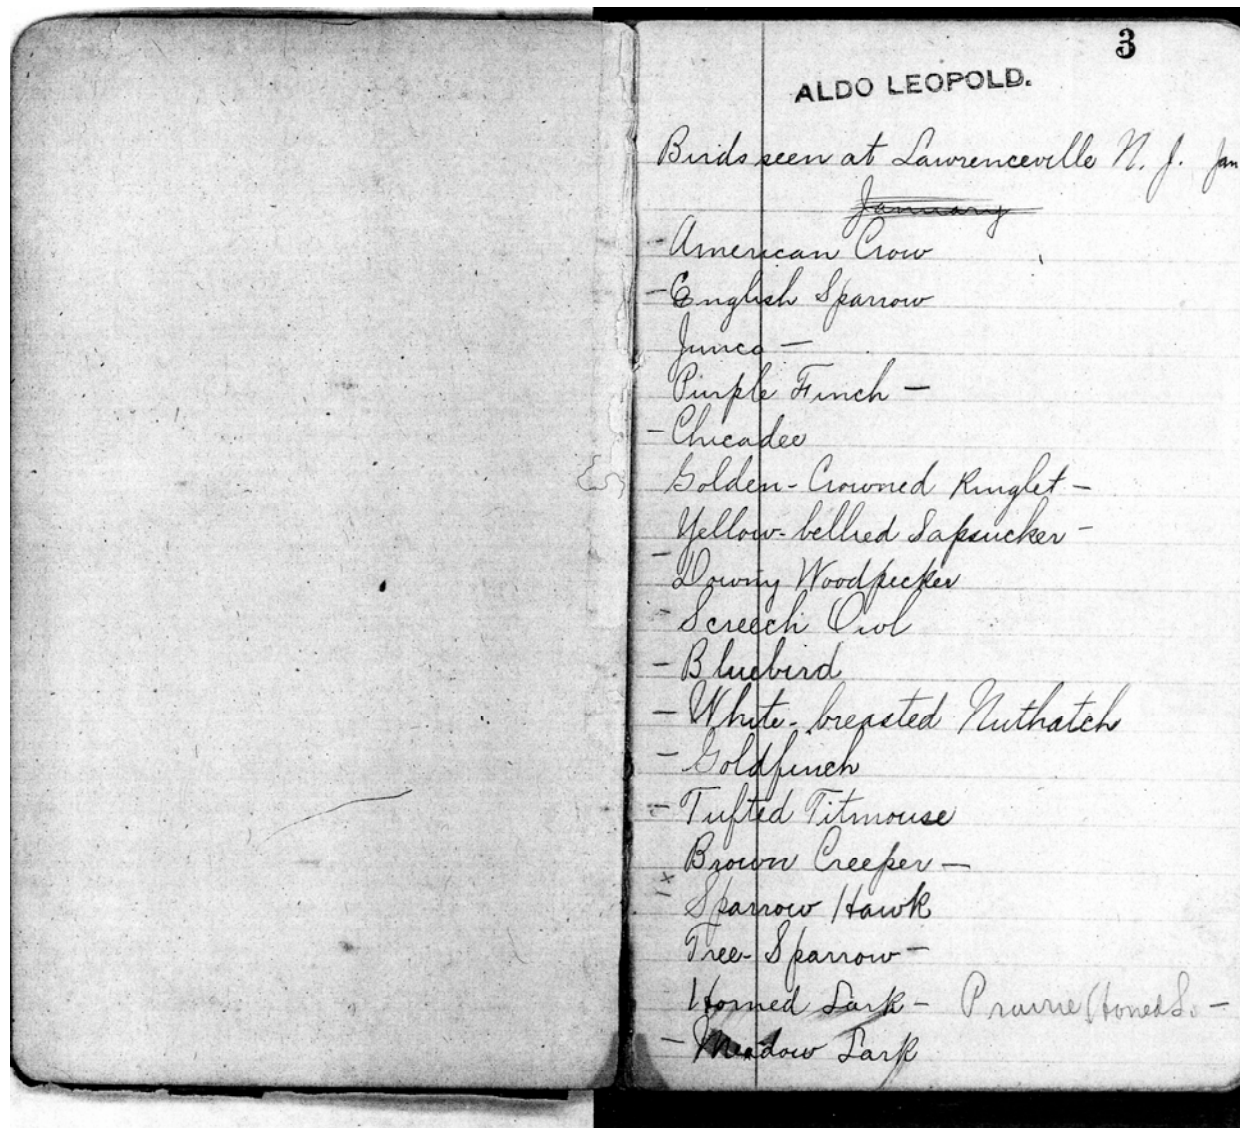 3
ALDO LEOPOLD.
Birds seen at Lawrenceville N. J. Jan
January
- American Crow
- English Sparrow
Junco -
Purple Finch -
- Chicadee
Golden-Crowned Kinglet -
Yellow-bellied Sapsucker -
- Downy Woodpecker
- Screech Owl
- Bluebird
- White-breasted Nuthatch
- Goldfinch
- Tufted Titmouse
Brown Creeper -
x
- Sparrow Hawk
Tree Sparrow -
Horned Lark - Prairie Horned L. -
- Meadow Lark